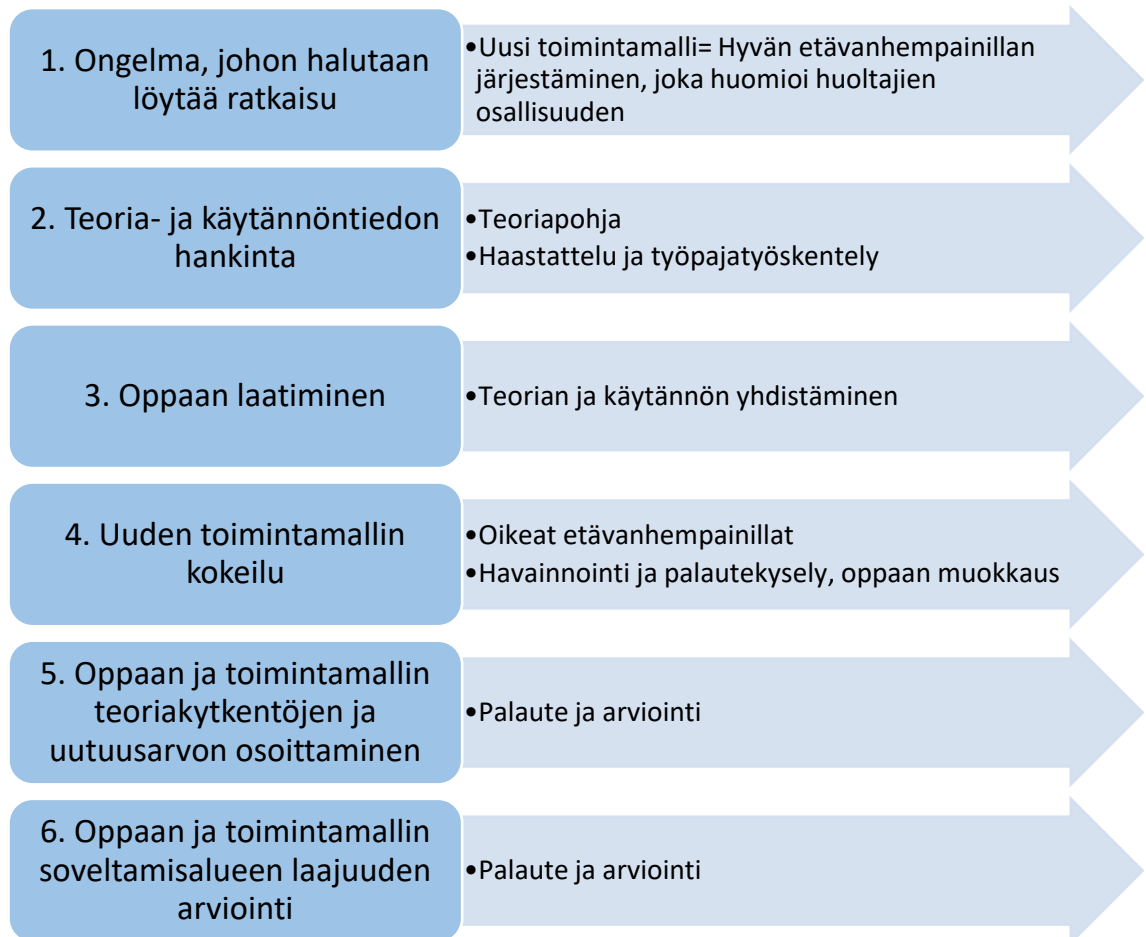 1. Ongelma, johon halutaan
löytää ratkaisu
•Uusi toimintamalli= Hyvän etävanhempainillan
järjestäminen, joka huomioi huoltajien
osallisuuden
2. Teoria- ja käytännöntiedon
hankinta
•Teoriapohja
•Haastattelu ja työpajatyöskentely
3. Oppaan laatiminen
•Teorian ja käytännön yhdistäminen
4. Uuden toimintamallin
kokeilu
•Oikeat etävanhempainillat
•Havainnointi ja palautekysely, oppaan muokkaus
5. Oppaan ja toimintamallin
teoriakytkentöjen ja
uutuusarvon osoittaminen
•Palaute ja arviointi
6. Oppaan ja toimintamallin
soveltamisalueen laajuuden
arviointi
•Palaute ja arviointi